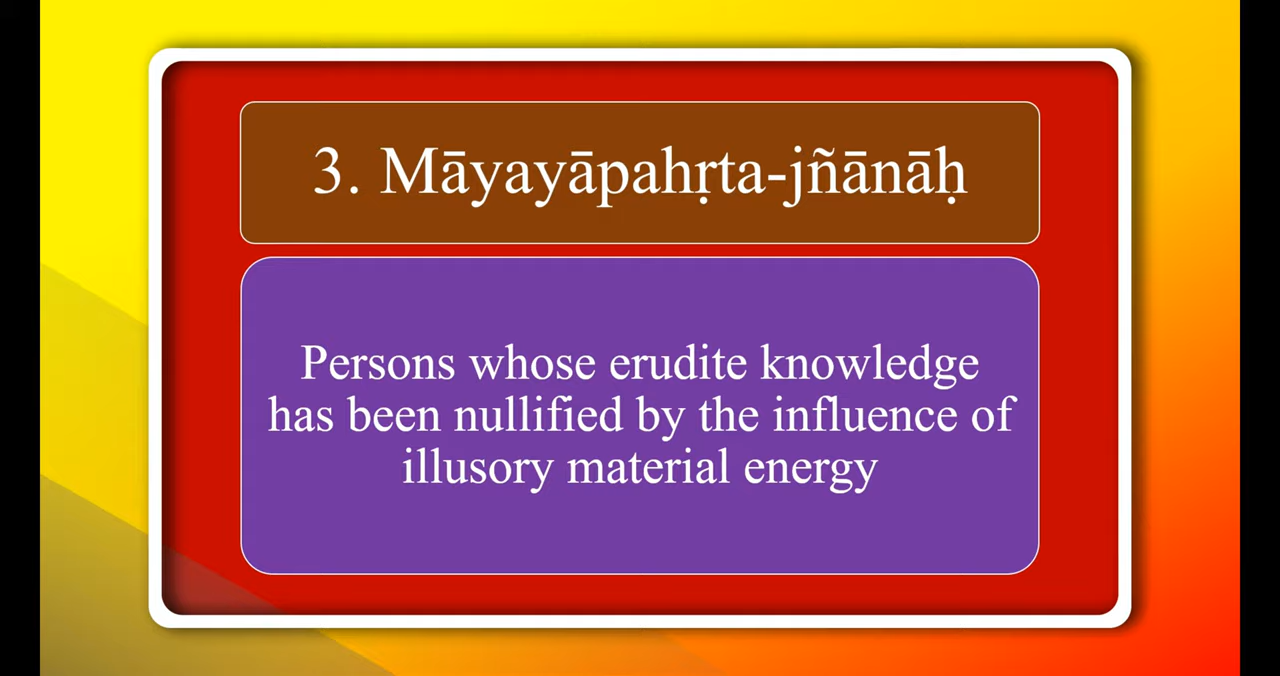 3. Māyayāpahṛta-jñānāḥ
Persons whose erudite knowledge
has been nullified by the influence of
illusory material energy